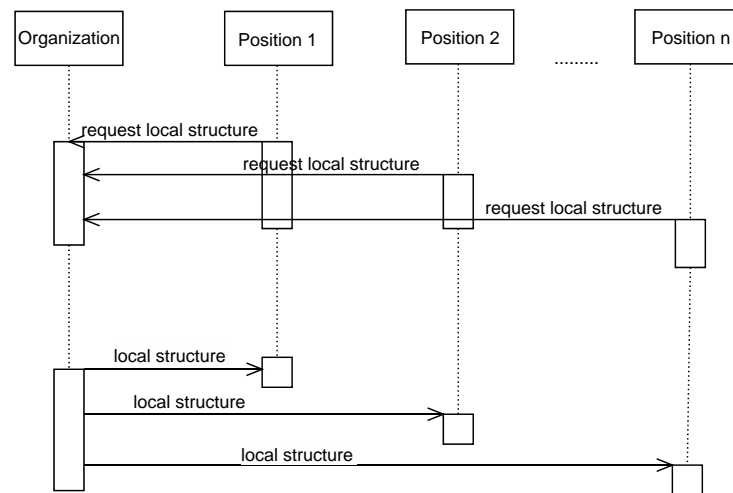 Organization
Position 1
Position 2
.........
Position n
request local structure
request local structure
request local structure
local structure
local structure
local structure